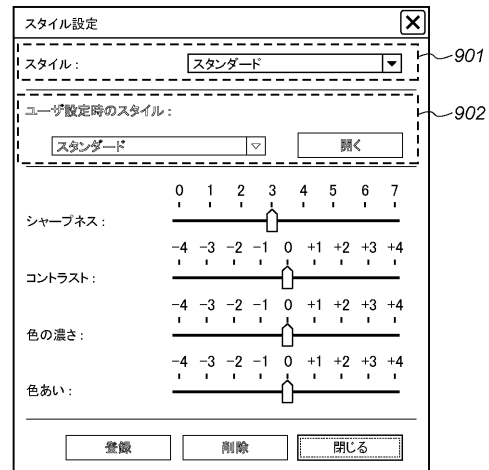 スタイル設定
スタイル： スタンダード 901
ユーザ設定時のスタイル： 902
スタンダード 開く
0 1 2 3 4 5 6 7
シャープネス：
-4 -3 -2 -1 0 +1 +2 +3 +4
コントラスト：
-4 -3 -2 -1 0 +1 +2 +3 +4
色の濃さ：
-4 -3 -2 -1 0 +1 +2 +3 +4
色あい：
登録 削除 閉じる